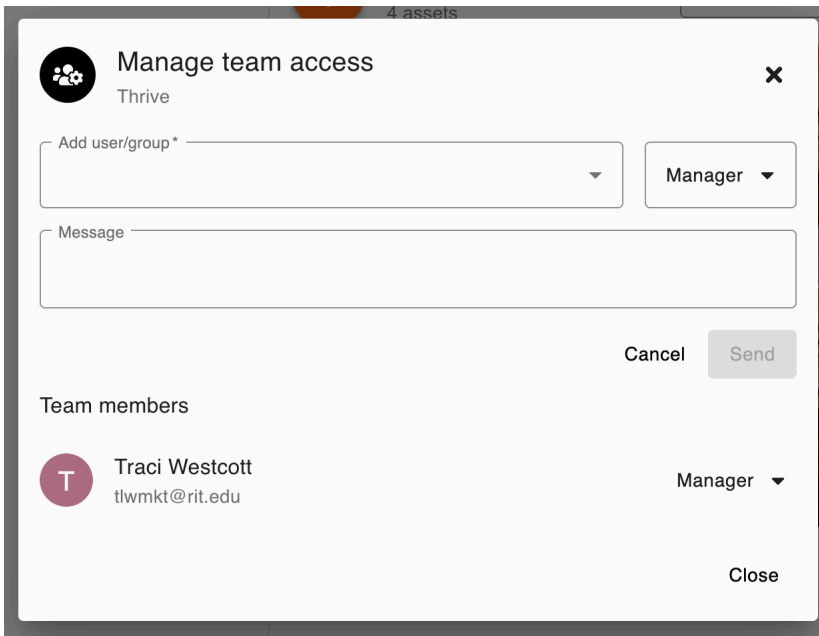 4 assets
Manage team access
Thrive
Add user/group *
Manager
Message
Cancel Send
Team members
T
Traci Westcott
tlwmkt@rit.edu
Manager
Close